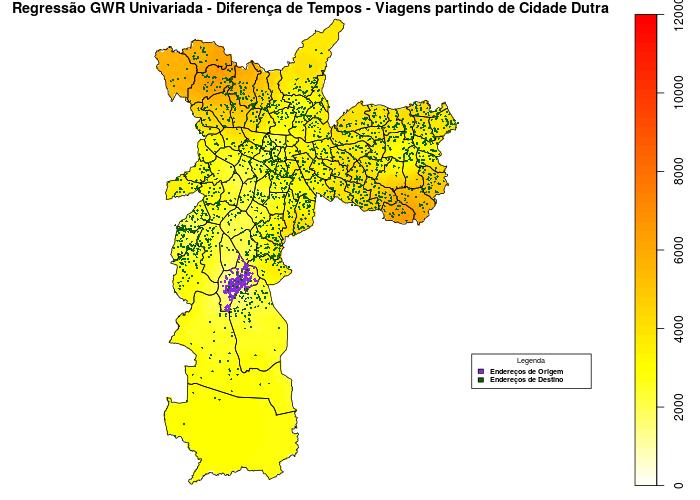 Regressão GWR Univariada - Diferença de Tempos - Viagens partindo de Cidade Dutra
12000
10000
8000
6000
4000
2000
0
Legenda
Endereços de Origem
Endereços de Destino